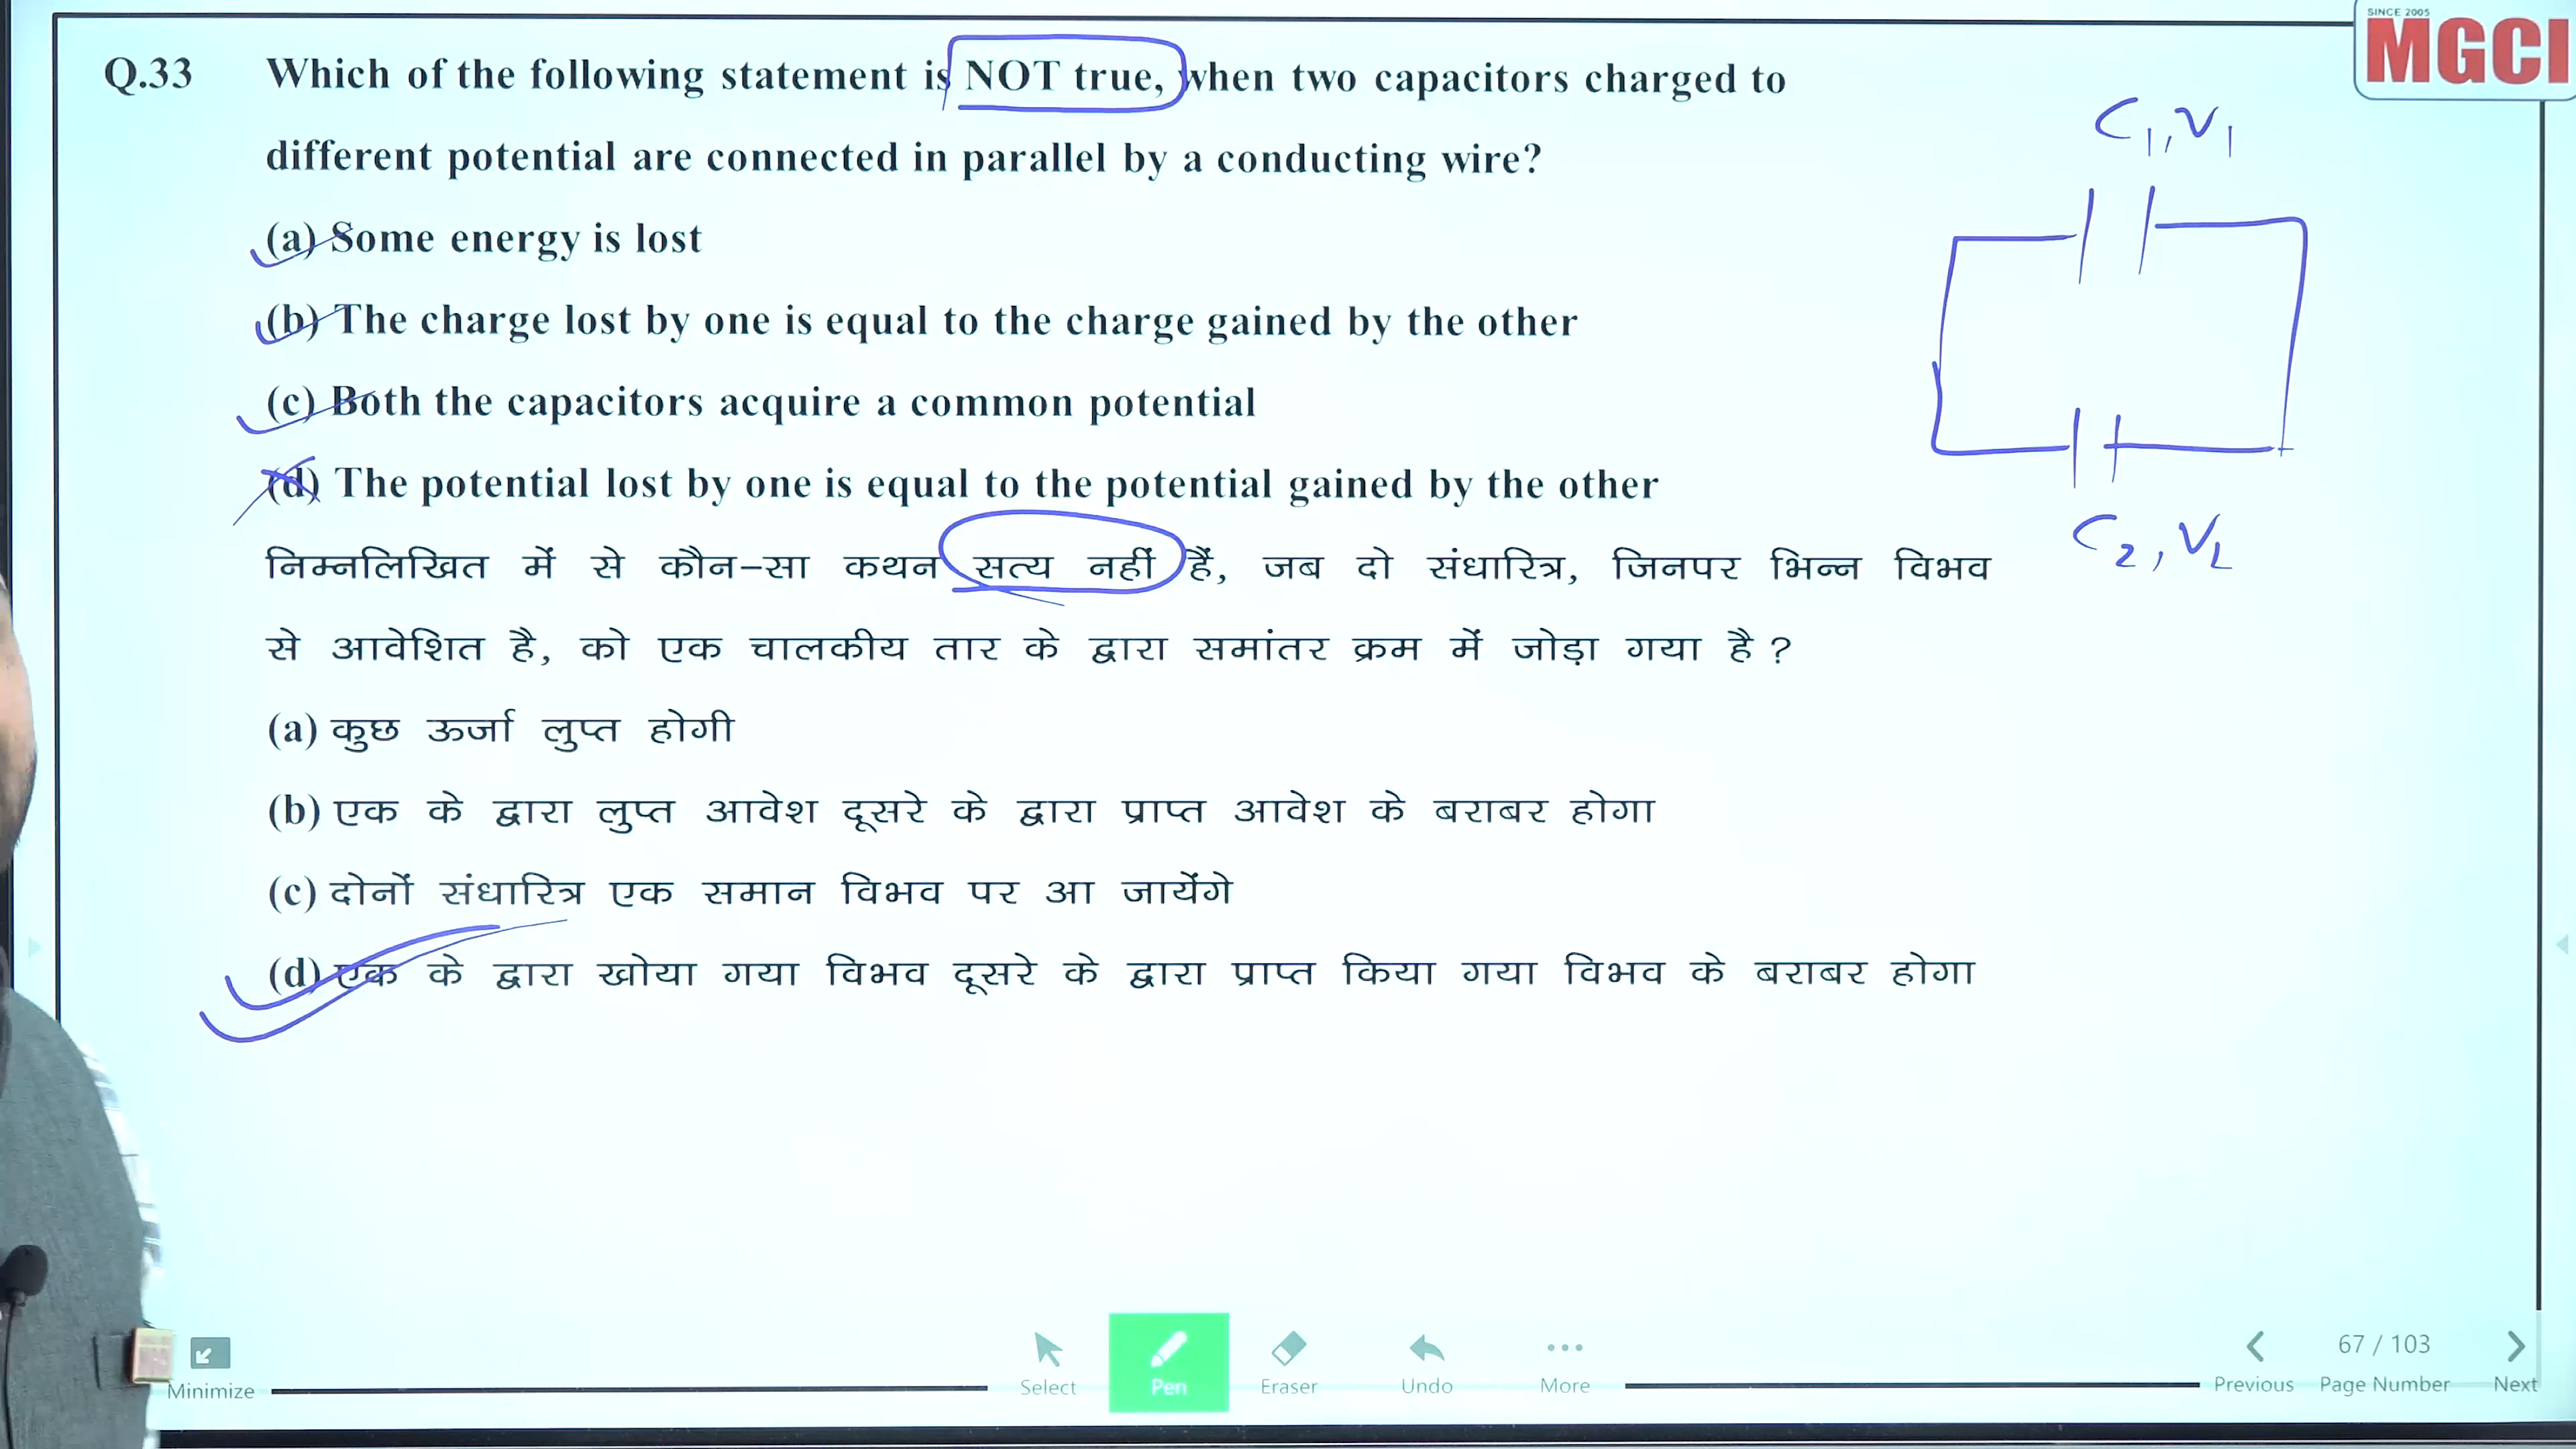 SINCE 2005
MGCI
Q.33 Which of the following statement is NOT true, when two capacitors charged to
different potential are connected in parallel by a conducting wire?
(a) Some energy is lost
(b) The charge lost by one is equal to the charge gained by the other
(c) Both the capacitors acquire a common potential
(d) The potential lost by one is equal to the potential gained by the other
C1, V1
C2, V2
निम्नलिखित में से कौन–सा कथन सत्य नहीं हैं, जब दो संधारित्र, जिनपर भिन्न विभव
से आवेशित है, को एक चालकीय तार के द्वारा समांतर क्रम में जोड़ा गया है ?
(a) कुछ ऊर्जा लुप्त होगी
(b) एक के द्वारा लुप्त आवेश दूसरे के द्वारा प्राप्त आवेश के बराबर होगा
(c) दोनों संधारित्र एक समान विभव पर आ जायेंगे
(d) एक के द्वारा खोया गया विभव दूसरे के द्वारा प्राप्त किया गया विभव के बराबर होगा
Minimize
Select Pen Eraser Undo More
67 / 103
Previous Page Number Next